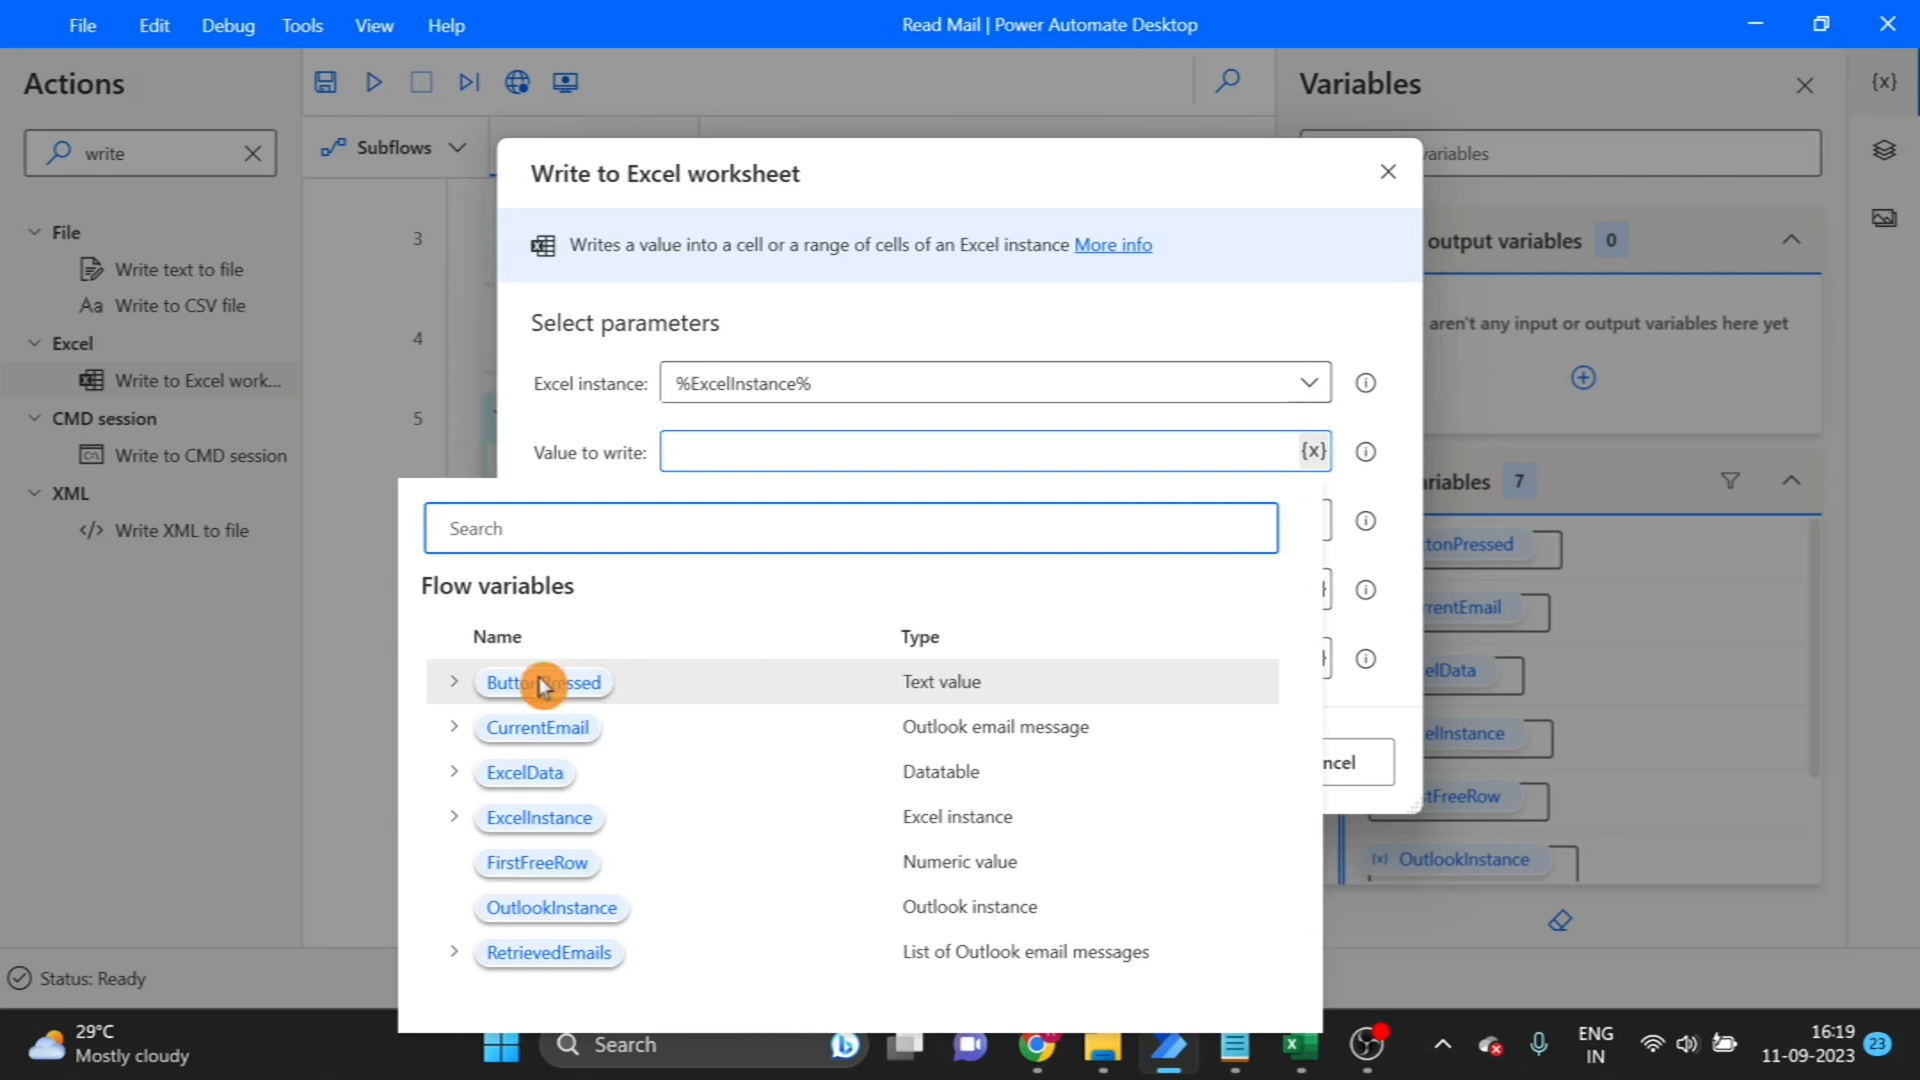 File Edit Debug Tools View Help
Read Mail | Power Automate Desktop
Actions
write
File
Write text to file
Aa Write to CSV file
Excel
Write to Excel work...
CMD session
Write to CMD session
XML
</> Write XML to file
Subflows
3
4
5
Write to Excel worksheet
Writes a value into a cell or a range of cells of an Excel instance More info
Select parameters
Excel instance: %ExcelInstance%
Value to write: {x}
Search
Flow variables
Name Type
ButtonPressed Text value
CurrentEmail Outlook email message
ExcelData Datatable
ExcelInstance Excel instance
FirstFreeRow Numeric value
OutlookInstance Outlook instance
RetrievedEmails List of Outlook email messages
ncel
Variables
{x}
variables
output variables 0
aren't any input or output variables here yet
riables 7
tonPressed
rrentEmail
elData
elInstance
tFreeRow
{x} OutlookInstance
Status: Ready
29°C
Mostly cloudy
Search
ENG
IN
16:19
11-09-2023
23